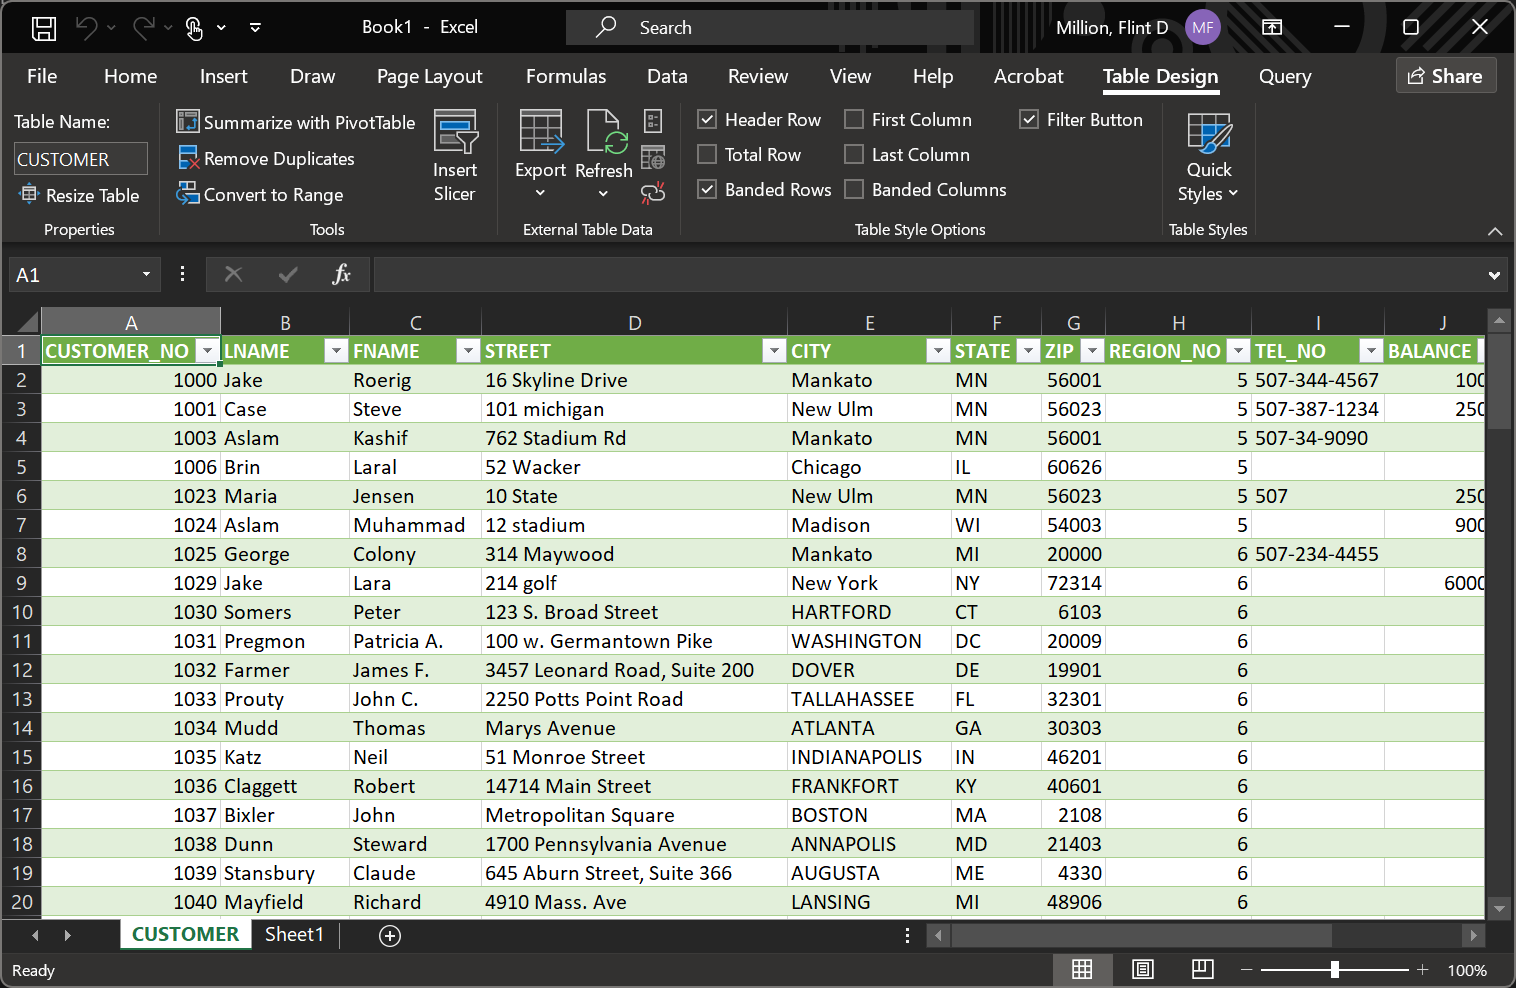 Book1 - Excel
Search
Million, Flint D
MF
File Home Insert Draw Page Layout Formulas Data Review View Help Acrobat Table Design Query Share
Table Name:
CUSTOMER
Resize Table
Properties
Summarize with PivotTable
Remove Duplicates
Convert to Range
Tools
Insert
Slicer
Export
Refresh
External Table Data
Header Row First Column Filter Button
Total Row Last Column
Banded Rows Banded Columns
Table Style Options
Quick
Styles
Table Styles
A1 fx
A B C D E F G H I J
1 CUSTOMER_NO LNAME FNAME STREET CITY STATE ZIP REGION_NO TEL_NO BALANCE
2 1000 Jake Roerig 16 Skyline Drive Mankato MN 56001 5 507-344-4567 100
3 1001 Case Steve 101 michigan New Ulm MN 56023 5 507-387-1234 250
4 1003 Aslam Kashif 762 Stadium Rd Mankato MN 56001 5 507-34-9090
5 1006 Brin Laral 52 Wacker Chicago IL 60626 5
6 1023 Maria Jensen 10 State New Ulm MN 56023 5 507 250
7 1024 Aslam Muhammad 12 stadium Madison WI 54003 5 900
8 1025 George Colony 314 Maywood Mankato MI 20000 6 507-234-4455
9 1029 Jake Lara 214 golf New York NY 72314 6 6000
10 1030 Somers Peter 123 S. Broad Street HARTFORD CT 6103 6
11 1031 Pregmon Patricia A. 100 w. Germantown Pike WASHINGTON DC 20009 6
12 1032 Farmer James F. 3457 Leonard Road, Suite 200 DOVER DE 19901 6
13 1033 Prouty John C. 2250 Potts Point Road TALLAHASSEE FL 32301 6
14 1034 Mudd Thomas Marys Avenue ATLANTA GA 30303 6
15 1035 Katz Neil 51 Monroe Street INDIANAPOLIS IN 46201 6
16 1036 Claggett Robert 14714 Main Street FRANKFORT KY 40601 6
17 1037 Bixler John Metropolitan Square BOSTON MA 2108 6
18 1038 Dunn Steward 1700 Pennsylvania Avenue ANNAPOLIS MD 21403 6
19 1039 Stansbury Claude 645 Aburn Street, Suite 366 AUGUSTA ME 4330 6
20 1040 Mayfield Richard 4910 Mass. Ave LANSING MI 48906 6
CUSTOMER Sheet1
Ready
100%